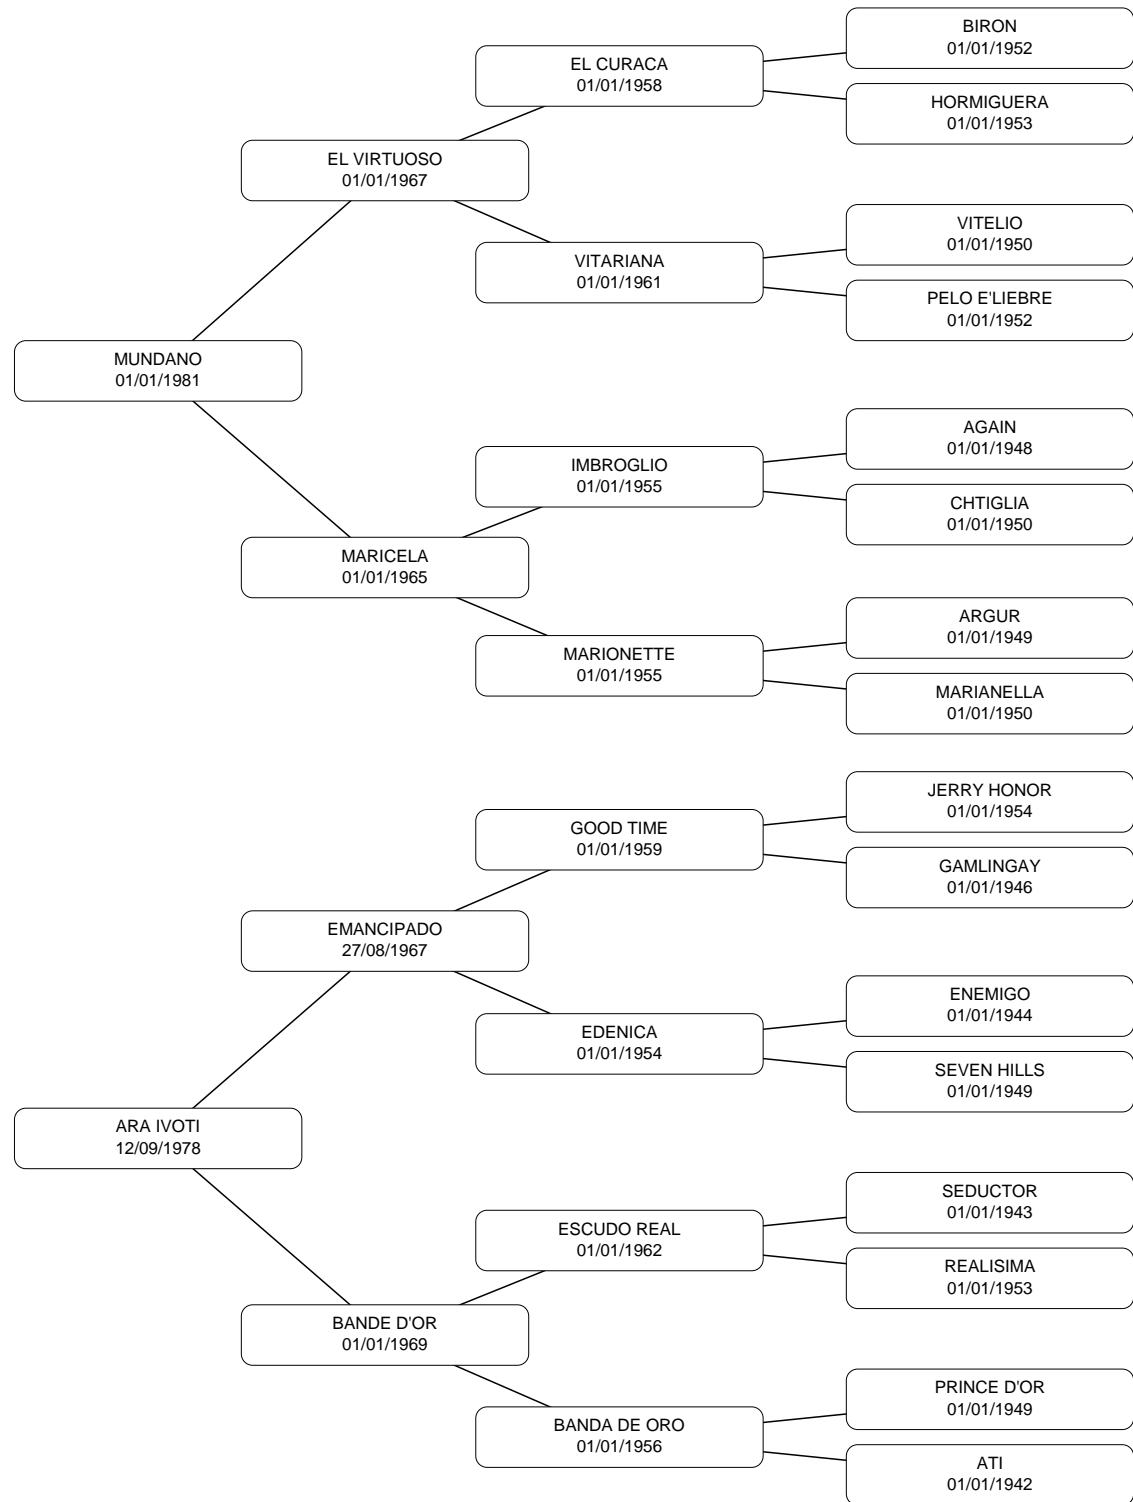 BIRON
01/01/1952
EL CURACA
01/01/1958
HORMIGUERA
01/01/1953
EL VIRTUOSO
01/01/1967
VITELIO
01/01/1950
VITARIANA
01/01/1961
PELO E'LIEBRE
01/01/1952
MUNDANO
01/01/1981
AGAIN
01/01/1948
IMBROGLIO
01/01/1955
CHTIGLIA
01/01/1950
MARICELA
01/01/1965
ARGUR
01/01/1949
MARIONETTE
01/01/1955
MARIANELLA
01/01/1950
JERRY HONOR
01/01/1954
GOOD TIME
01/01/1959
GAMLINGAY
01/01/1946
EMANCIPADO
27/08/1967
ENEMIGO
01/01/1944
EDENICA
01/01/1954
SEVEN HILLS
01/01/1949
ARA IVOTI
12/09/1978
SEDUCTOR
01/01/1943
ESCUDO REAL
01/01/1962
REALISIMA
01/01/1953
BANDE D'OR
01/01/1969
PRINCE D'OR
01/01/1949
BANDA DE ORO
01/01/1956
ATI
01/01/1942